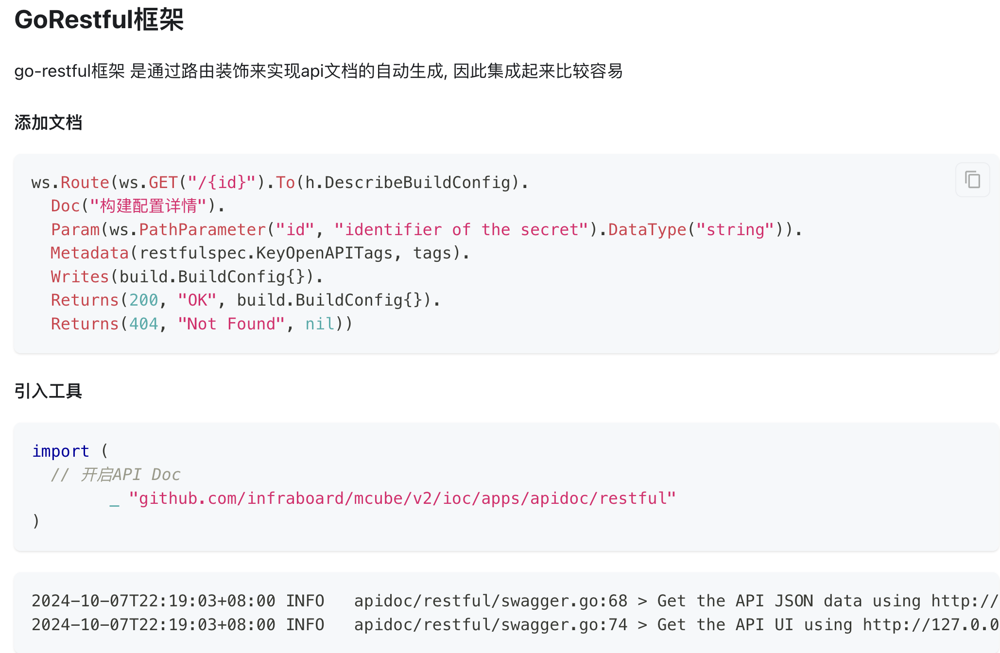 GoRestful框架
go-restful框架 是通过路由装饰来实现api文档的自动生成, 因此集成起来比较容易
添加文档
ws.Route(ws.GET("/{id}").To(h.DescribeBuildConfig).
  Doc("构建配置详情").
  Param(ws.PathParameter("id", "identifier of the secret").DataType("string")).
  Metadata(restfulspec.KeyOpenAPITags, tags).
  Writes(build.BuildConfig{}).
  Returns(200, "OK", build.BuildConfig{}).
  Returns(404, "Not Found", nil))
引入工具
import (
  // 开启API Doc
        _ "github.com/infraboard/mcube/v2/ioc/apps/apidoc/restful"
)
2024-10-07T22:19:03+08:00 INFO   apidoc/restful/swagger.go:68 > Get the API JSON data using http://
2024-10-07T22:19:03+08:00 INFO   apidoc/restful/swagger.go:74 > Get the API UI using http://127.0.0